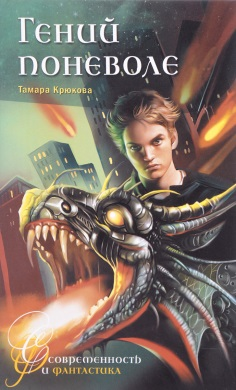 Гений
поневоле
Тамара Крюкова
Современность
и фантастика